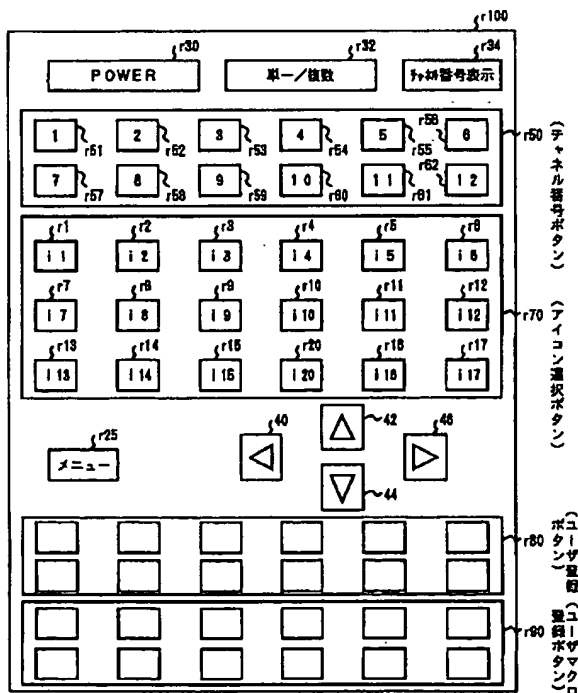 r100
r30 r32 r34
POWER 単一／複数 ﾁｬﾈﾙ番号表示
1 2 3 4 5 r56 6
r51 r52 r53 r54 r55 r50
7 8 9 10 11 r62 12
r57 r58 r59 r60 r61
(チャネル番号ボタン)
r1 r2 r3 r4 r5 r6
i1 i2 i3 i4 i5 i6
r7 r8 r9 r10 r11 r12
i7 i8 i9 i10 i11 i12 r70
r13 r14 r15 r20 r16 r17
i13 i14 i15 i20 i16 i17
(アイコン選択ボタン)
r25 40 42 46
メニュー
44
r80
(ユーザ登録
ボタン)
r90
(ユーザマクロ
登録ボタン)